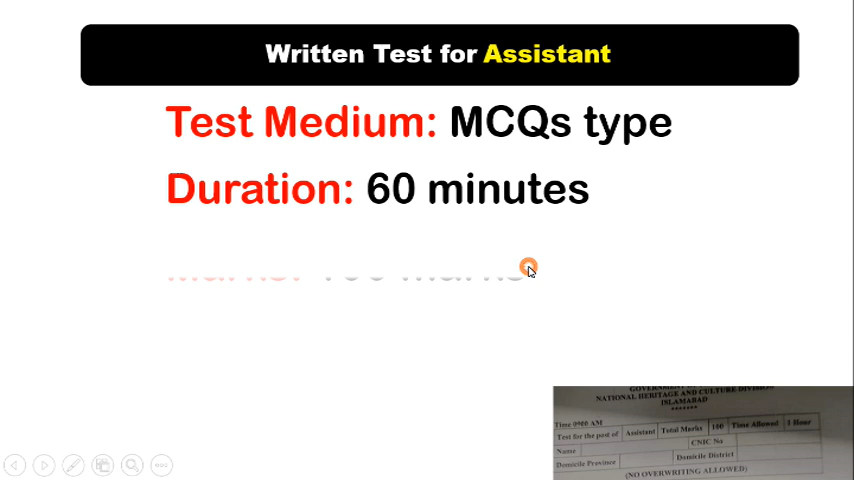 Written Test for Assistant
Test Medium: MCQs type
Duration: 60 minutes
NATIONAL HERITAGE AND CULTURE DIVISION
ISLAMABAD
*******
Time 0900 AM
Test for the post of Assistant Total Marks 100 Time Allowed 1 Hour
Name CNIC No
Domicile Province Domicile District
(NO OVERWRITING ALLOWED)